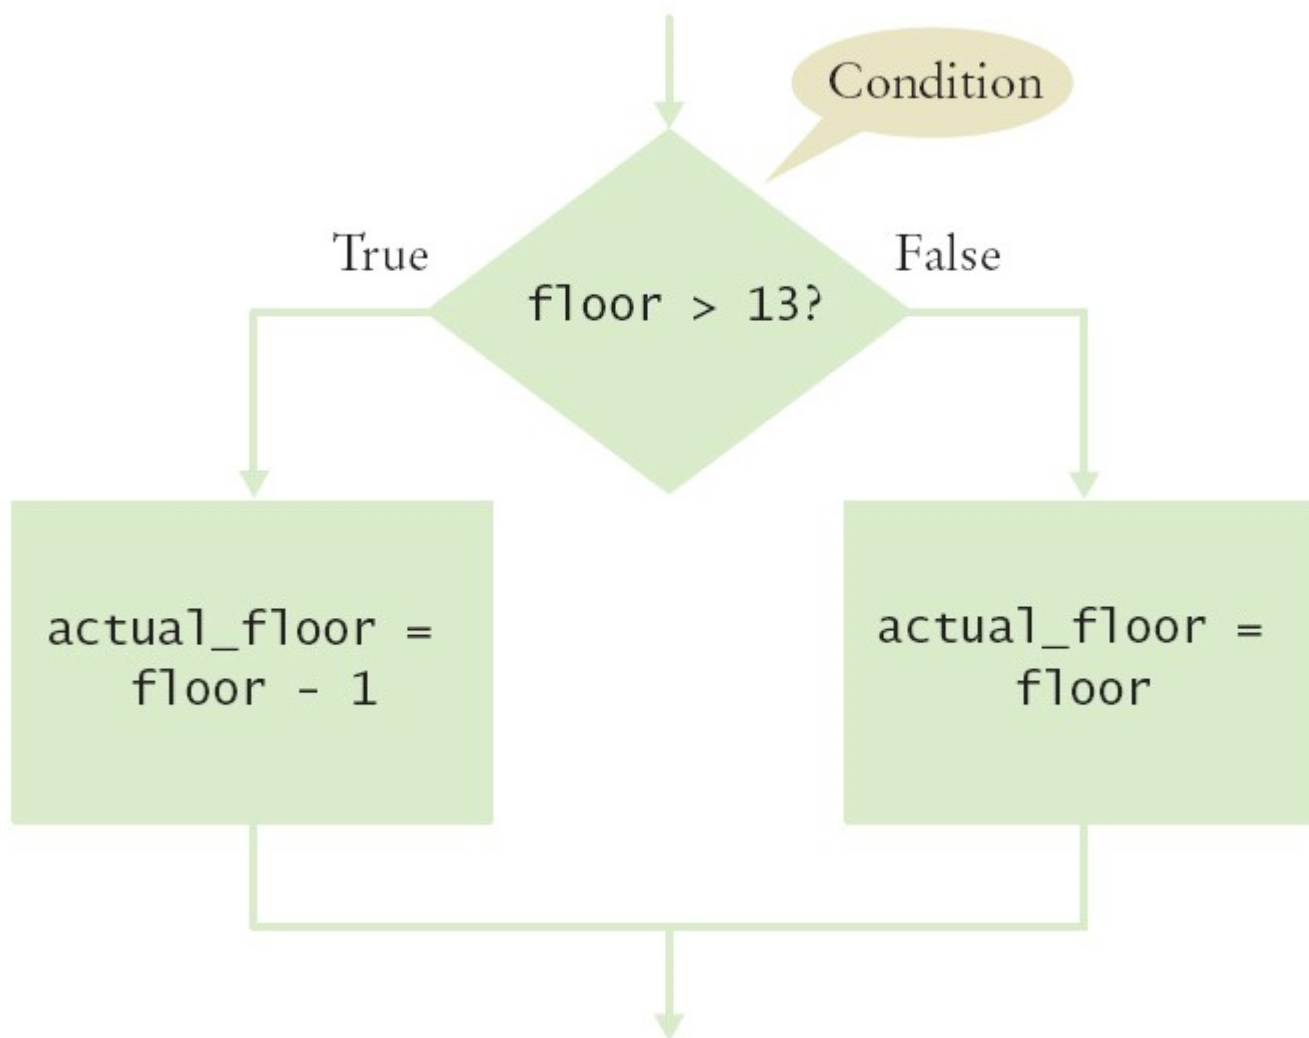 Condition
True
False
floor > 13?
actual_floor =
floor - 1
actual_floor =
floor